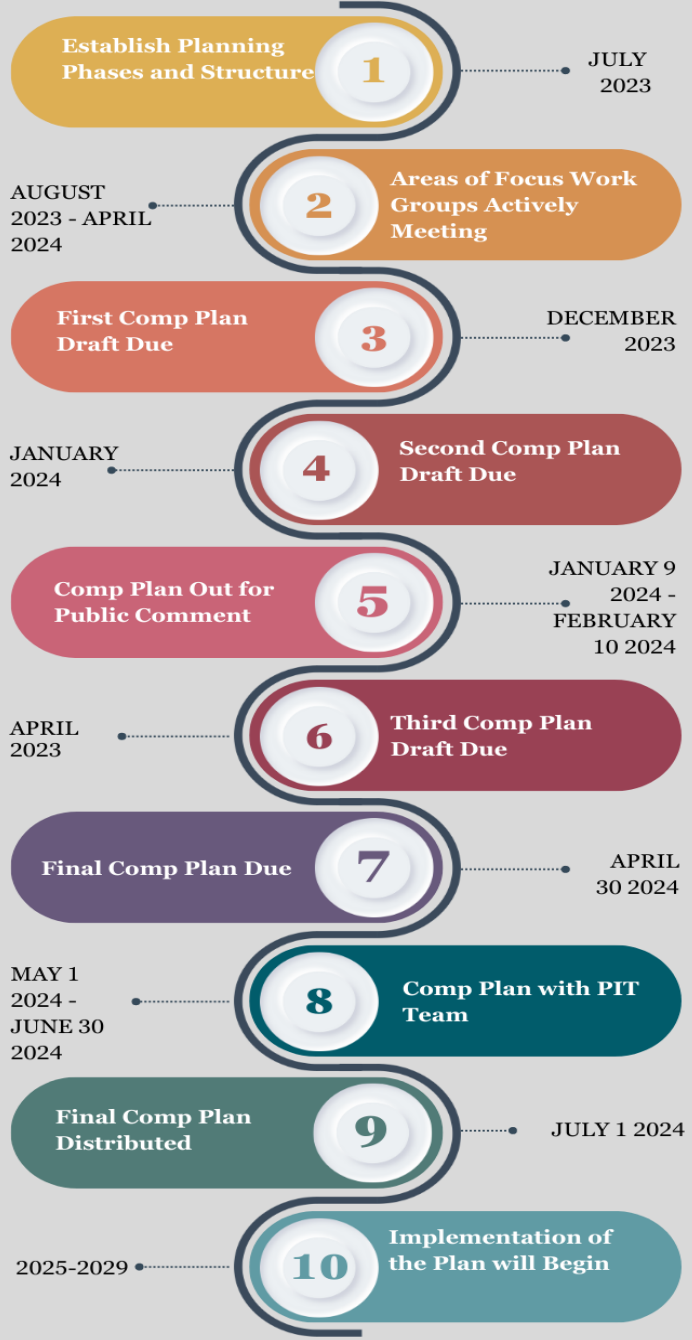 Establish Planning
Phases and Structure
1
JULY
2023
AUGUST
2023 - APRIL
2024
2
Areas of Focus Work
Groups Actively
Meeting
First Comp Plan
Draft Due
3
DECEMBER
2023
JANUARY
2024
4
Second Comp Plan
Draft Due
Comp Plan Out for
Public Comment
5
JANUARY 9
2024 -
FEBRUARY
10 2024
APRIL
2023
6
Third Comp Plan
Draft Due
Final Comp Plan Due
7
APRIL
30 2024
MAY 1
2024 -
JUNE 30
2024
8
Comp Plan with PIT
Team
Final Comp Plan
Distributed
9
JULY 1 2024
2025-2029
10
Implementation of
the Plan will Begin